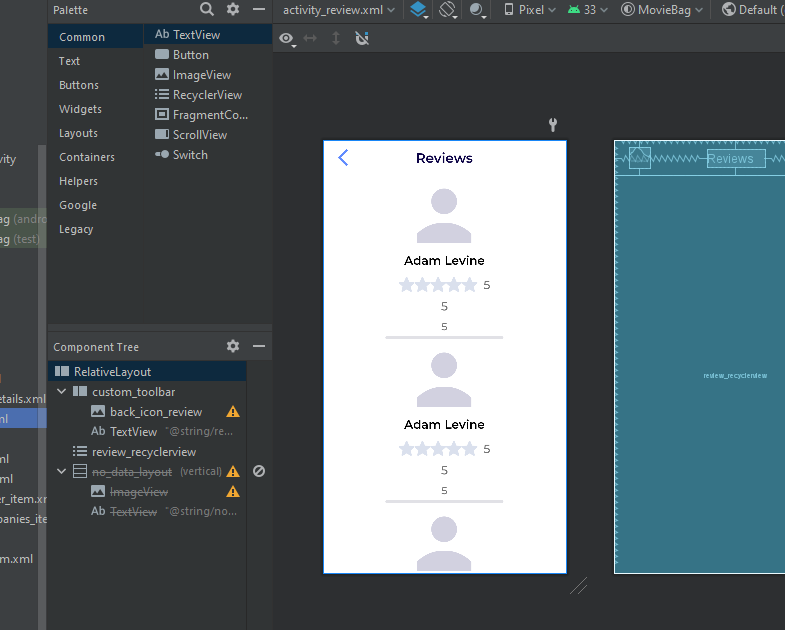 Palette
activity_review.xml
Pixel
33
MovieBag
Default (
Common
Text
Buttons
Widgets
Layouts
Containers
Helpers
Google
Legacy
Ab TextView
Button
ImageView
RecyclerView
FragmentCo...
ScrollView
Switch
vity
ag (andro
ag (test)
etails.xml
ml
ml
ml
er_item.xm
panies_ite
m.xml
Component Tree
RelativeLayout
custom_toolbar
back_icon_review
Ab TextView "@string/re...
review_recyclerview
no_data_layout (vertical)
ImageView
Ab TextView "@string/no...
Reviews
Adam Levine
5
5
5
Adam Levine
5
5
5
Reviews
review_recyclerview